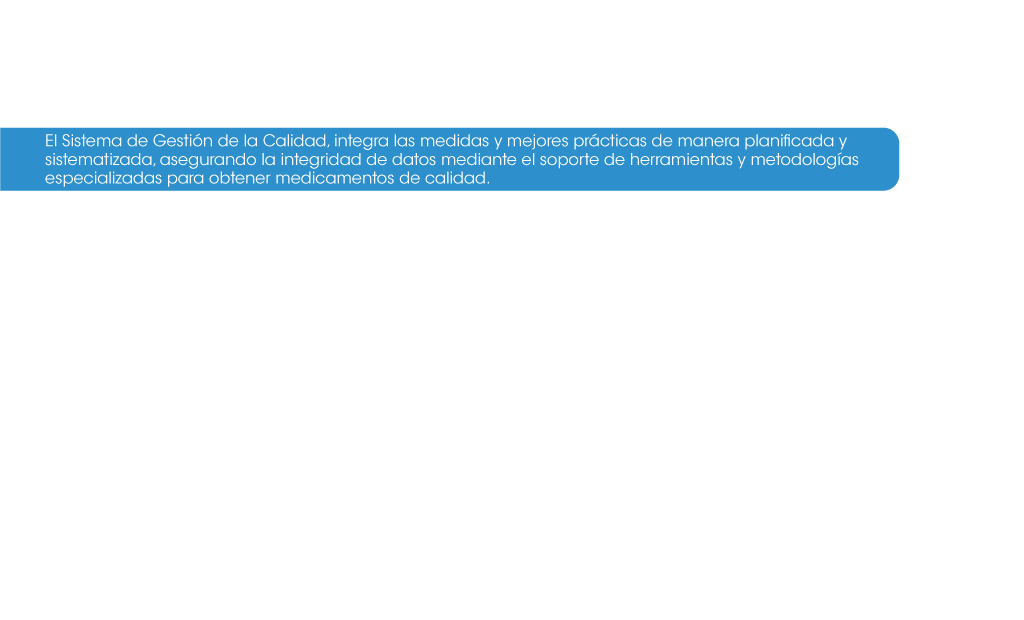 El Sistema de Gestión de la Calidad, integra las medidas y mejores prácticas de manera planificada y
sistematizada, asegurando la integridad de datos mediante el soporte de herramientas y metodologías
especializadas para obtener medicamentos de calidad.